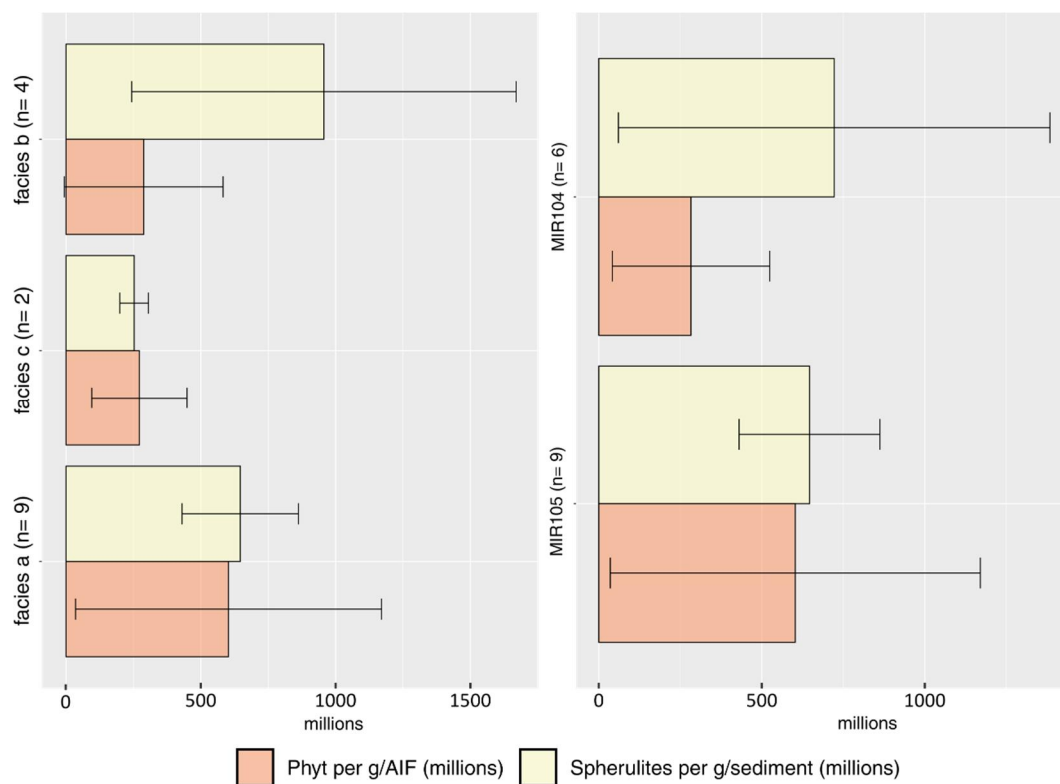 facies b (n= 4)
facies c (n= 2)
facies a (n= 9)
0 500 1000 1500
millions
MIR104 (n= 6)
MIR105 (n= 9)
0 500 1000
millions
Phyt per g/AIF (millions) Spherulites per g/sediment (millions)